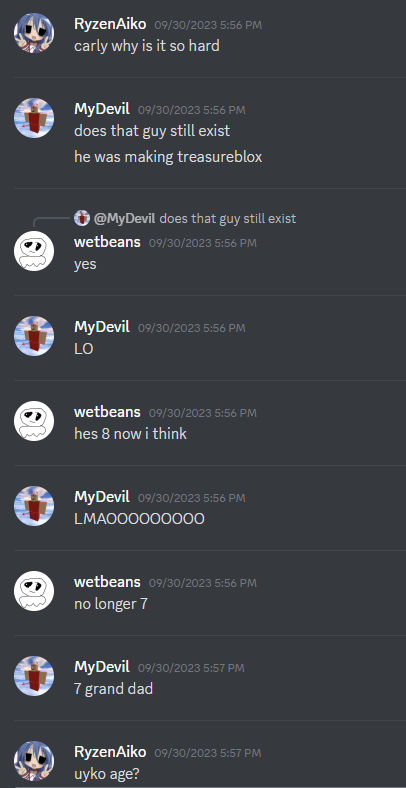 RyzenAiko 09/30/2023 5:56 PM
carly why is it so hard
MyDevil 09/30/2023 5:56 PM
does that guy still exist
he was making treasureblox
@MyDevil does that guy still exist
wetbeans 09/30/2023 5:56 PM
yes
MyDevil 09/30/2023 5:56 PM
LO
wetbeans 09/30/2023 5:56 PM
hes 8 now i think
MyDevil 09/30/2023 5:56 PM
LMAOOOOOOOOO
wetbeans 09/30/2023 5:56 PM
no longer 7
MyDevil 09/30/2023 5:57 PM
7 grand dad
RyzenAiko 09/30/2023 5:57 PM
uyko age?